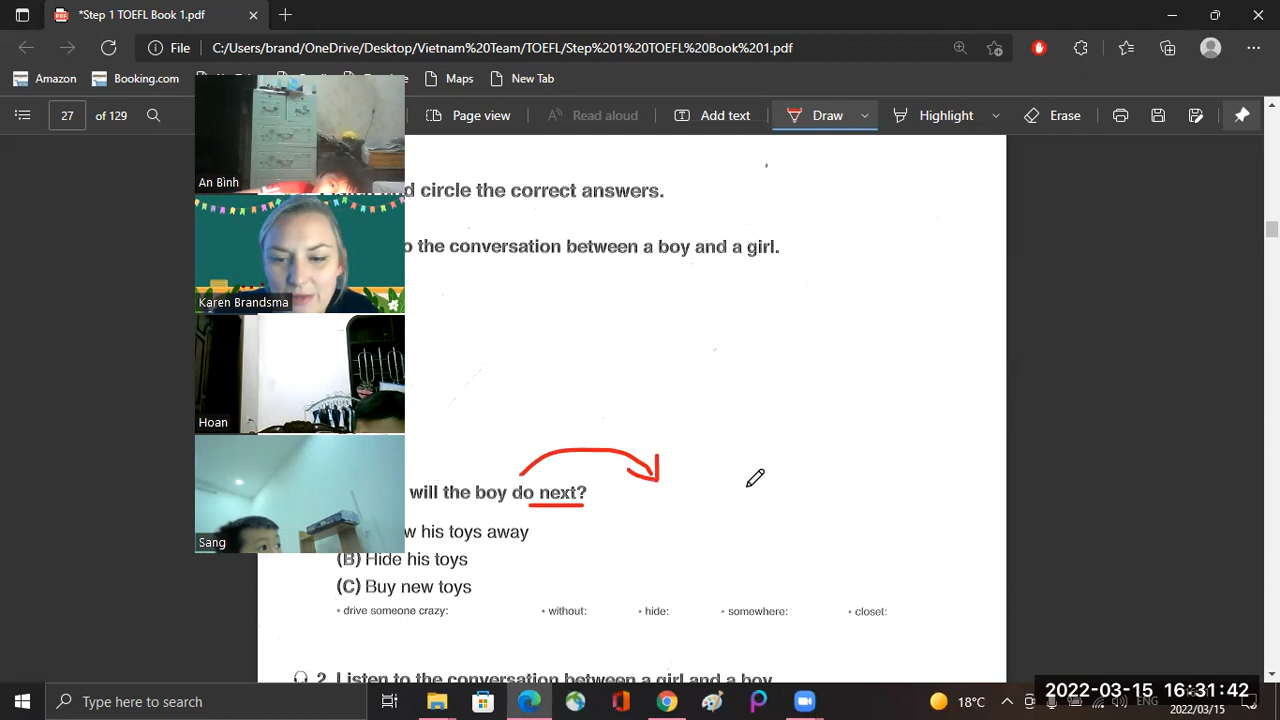 *Step 1 TOEFL Book 1.pdf
File
C:/Users/brand/OneDrive/Desktop/Vietnam%20Team/TOEFL/Step%201%20TOEFL%20Book%201.pdf
Amazon
Booking.com
Maps
New Tab
27
of 129
Page view
Read aloud
Add text
Draw
Highlight
Erase
An Bình
Karen Brandsma
Hoan
Sang
circle the correct answers.
the conversation between a boy and a girl.
will the boy do next?
his toys away
(B) Hide his toys
(C) Buy new toys
* drive someone crazy:
* without:
* hide:
* somewhere:
* closet:
2. Listen to the conversation between a girl and a boy
Type here to search
18°C
ENG
2022-03-15 16:31:42
2022/03/15